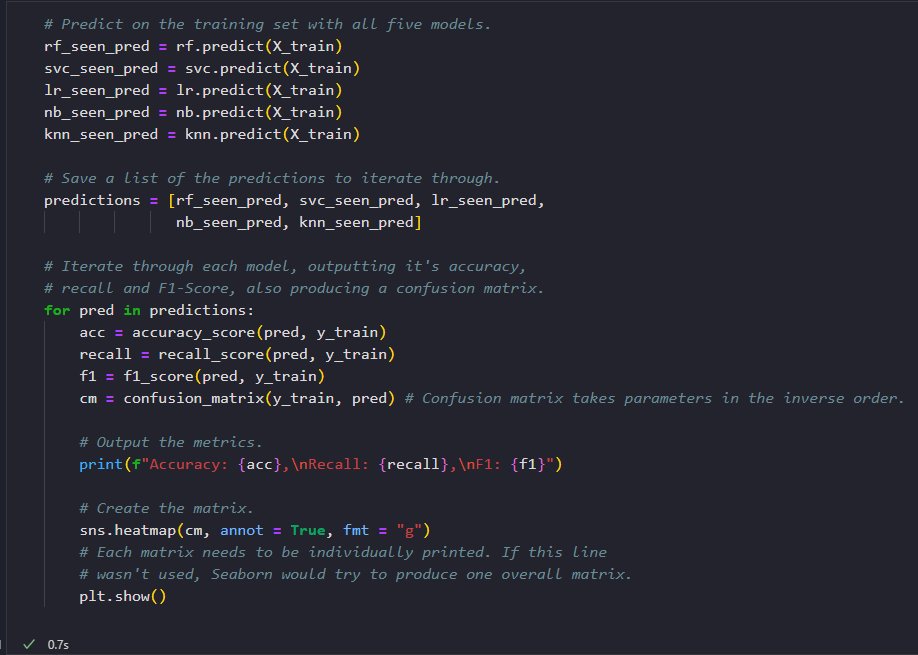 # Predict on the training set with all five models.
rf_seen_pred = rf.predict(X_train)
svc_seen_pred = svc.predict(X_train)
lr_seen_pred = lr.predict(X_train)
nb_seen_pred = nb.predict(X_train)
knn_seen_pred = knn.predict(X_train)

# Save a list of the predictions to iterate through.
predictions = [rf_seen_pred, svc_seen_pred, lr_seen_pred,
               nb_seen_pred, knn_seen_pred]

# Iterate through each model, outputting it's accuracy,
# recall and F1-Score, also producing a confusion matrix.
for pred in predictions:
    acc = accuracy_score(pred, y_train)
    recall = recall_score(pred, y_train)
    f1 = f1_score(pred, y_train)
    cm = confusion_matrix(y_train, pred) # Confusion matrix takes parameters in the inverse order.

    # Output the metrics.
    print(f"Accuracy: {acc},\nRecall: {recall},\nF1: {f1}")

    # Create the matrix.
    sns.heatmap(cm, annot = True, fmt = "g")
    # Each matrix needs to be individually printed. If this line
    # wasn't used, Seaborn would try to produce one overall matrix.
    plt.show()

0.7s